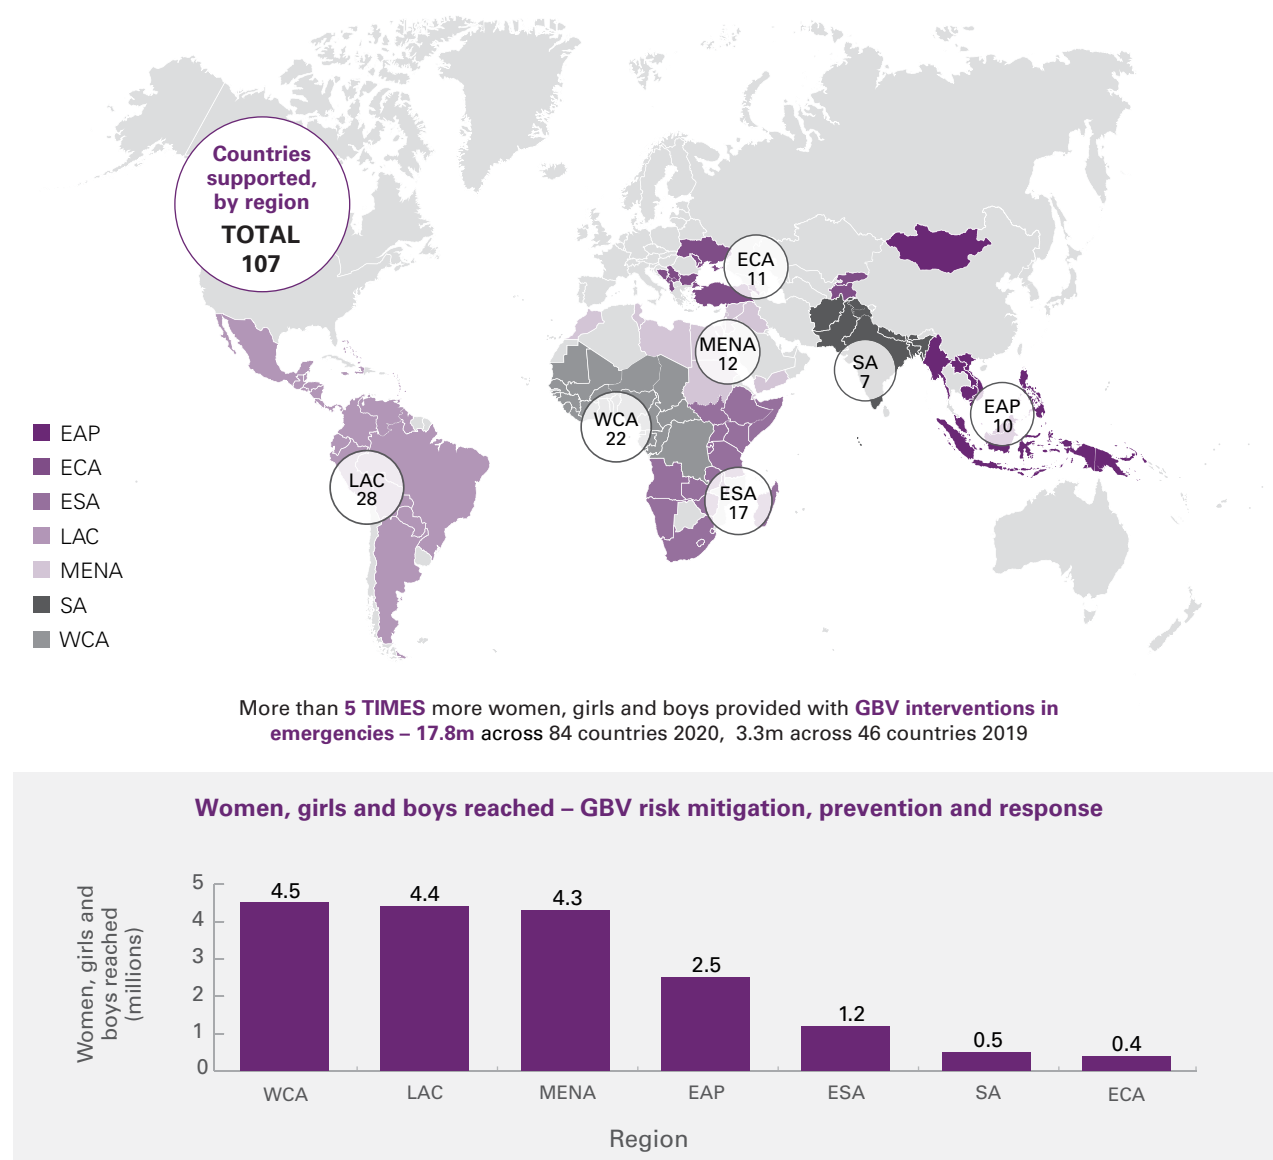 Countries
supported,
by region
TOTAL
107
ECA
11
MENA
12
SA
7
EAP
10
WCA
22
LAC
28
ESA
17
EAP
ECA
ESA
LAC
MENA
SA
WCA
More than 5 TIMES more women, girls and boys provided with GBV interventions in
emergencies – 17.8m across 84 countries 2020, 3.3m across 46 countries 2019
Women, girls and boys reached – GBV risk mitigation, prevention and response
Women, girls and
boys reached
(millions)
5
4
3
2
1
0
4.5
4.4
4.3
2.5
1.2
0.5
0.4
WCA
LAC
MENA
EAP
ESA
SA
ECA
Region